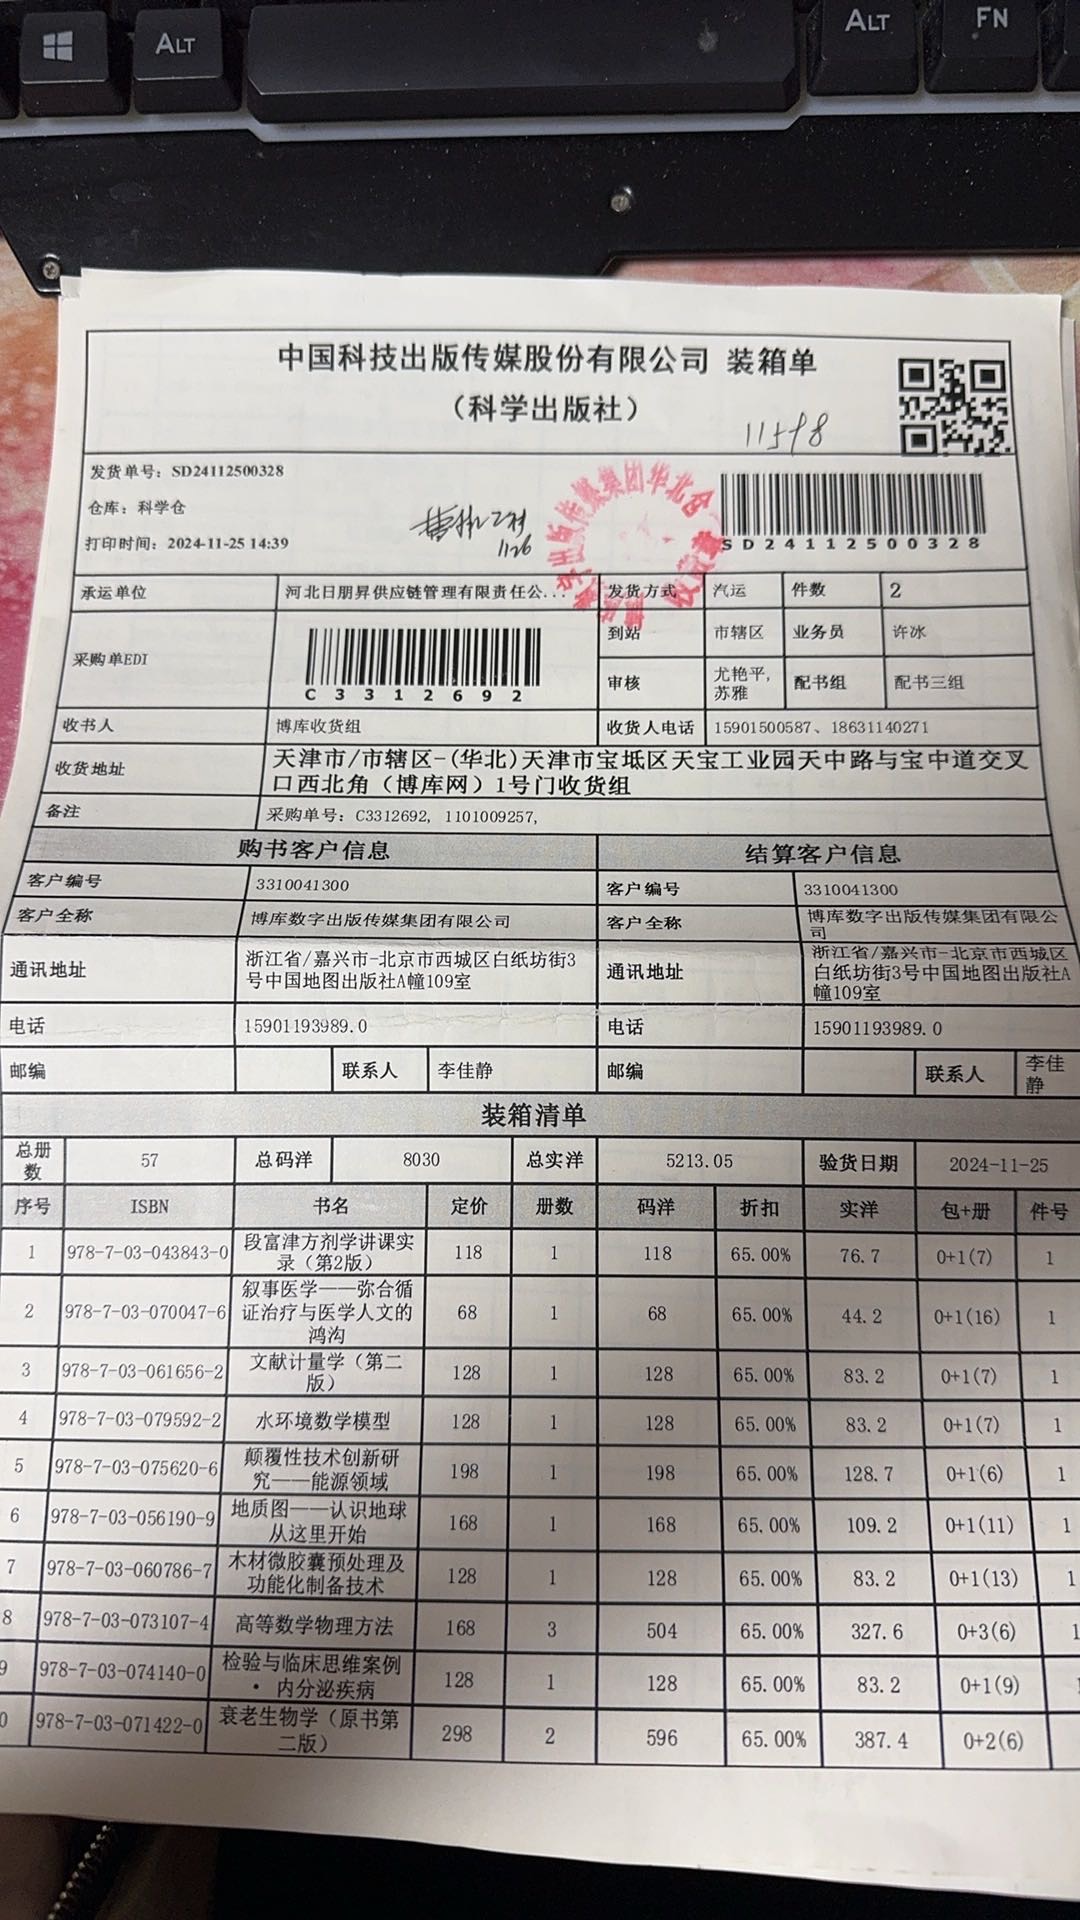 ALT
ALT
FN
中国科技出版传媒股份有限公司 装箱单
（科学出版社）
11598
发货单号: SD24112500328
仓库: 科学仓
打印时间: 2024-11-25 14:39
1126
SD24112500328
承运单位 河北日朋昇供应链管理有限责任公... 发货方式 汽运 件数 2
采购单EDI C3312692 到站 市辖区 业务员 许冰
审核 尤艳平, 苏雅 配书组 配书三组
收书人 博库收货组 收货人电话 15901500587、18631140271
收货地址 天津市/市辖区-(华北)天津市宝坻区天宝工业园天中路与宝中道交叉
口西北角（博库网）1号门收货组
备注 采购单号: C3312692, 1101009257,
购书客户信息 结算客户信息
客户编号 3310041300 客户编号 3310041300
客户全称 博库数字出版传媒集团有限公司 客户全称 博库数字出版传媒集团有限公司
通讯地址 浙江省/嘉兴市-北京市西城区白纸坊街3号中国地图出版社A幢109室 通讯地址 浙江省/嘉兴市-北京市西城区白纸坊街3号中国地图出版社A幢109室
电话 15901193989.0 电话 15901193989.0
邮编 联系人 李佳静 邮编 联系人 李佳静
装箱清单
总册数 57 总码洋 8030 总实洋 5213.05 验货日期 2024-11-25
序号 ISBN 书名 定价 册数 码洋 折扣 实洋 包+册 件号
1 978-7-03-043843-0 段富津方剂学讲课实录（第2版） 118 1 118 65.00% 76.7 0+1(7) 1
2 978-7-03-070047-6 叙事医学——弥合循证治疗与医学人文的鸿沟 68 1 68 65.00% 44.2 0+1(16) 1
3 978-7-03-061656-2 文献计量学（第二版） 128 1 128 65.00% 83.2 0+1(7) 1
4 978-7-03-079592-2 水环境数学模型 128 1 128 65.00% 83.2 0+1(7) 1
5 978-7-03-075620-6 颠覆性技术创新研究——能源领域 198 1 198 65.00% 128.7 0+1(6) 1
6 978-7-03-056190-9 地质图——认识地球从这里开始 168 1 168 65.00% 109.2 0+1(11) 1
7 978-7-03-060786-7 木材微胶囊预处理及功能化制备技术 128 1 128 65.00% 83.2 0+1(13) 1
8 978-7-03-073107-4 高等数学物理方法 168 3 504 65.00% 327.6 0+3(6) 1
9 978-7-03-074140-0 检验与临床思维案例·内分泌疾病 128 1 128 65.00% 83.2 0+1(9)
0 978-7-03-071422-0 衰老生物学（原书第二版） 298 2 596 65.00% 387.4 0+2(6)